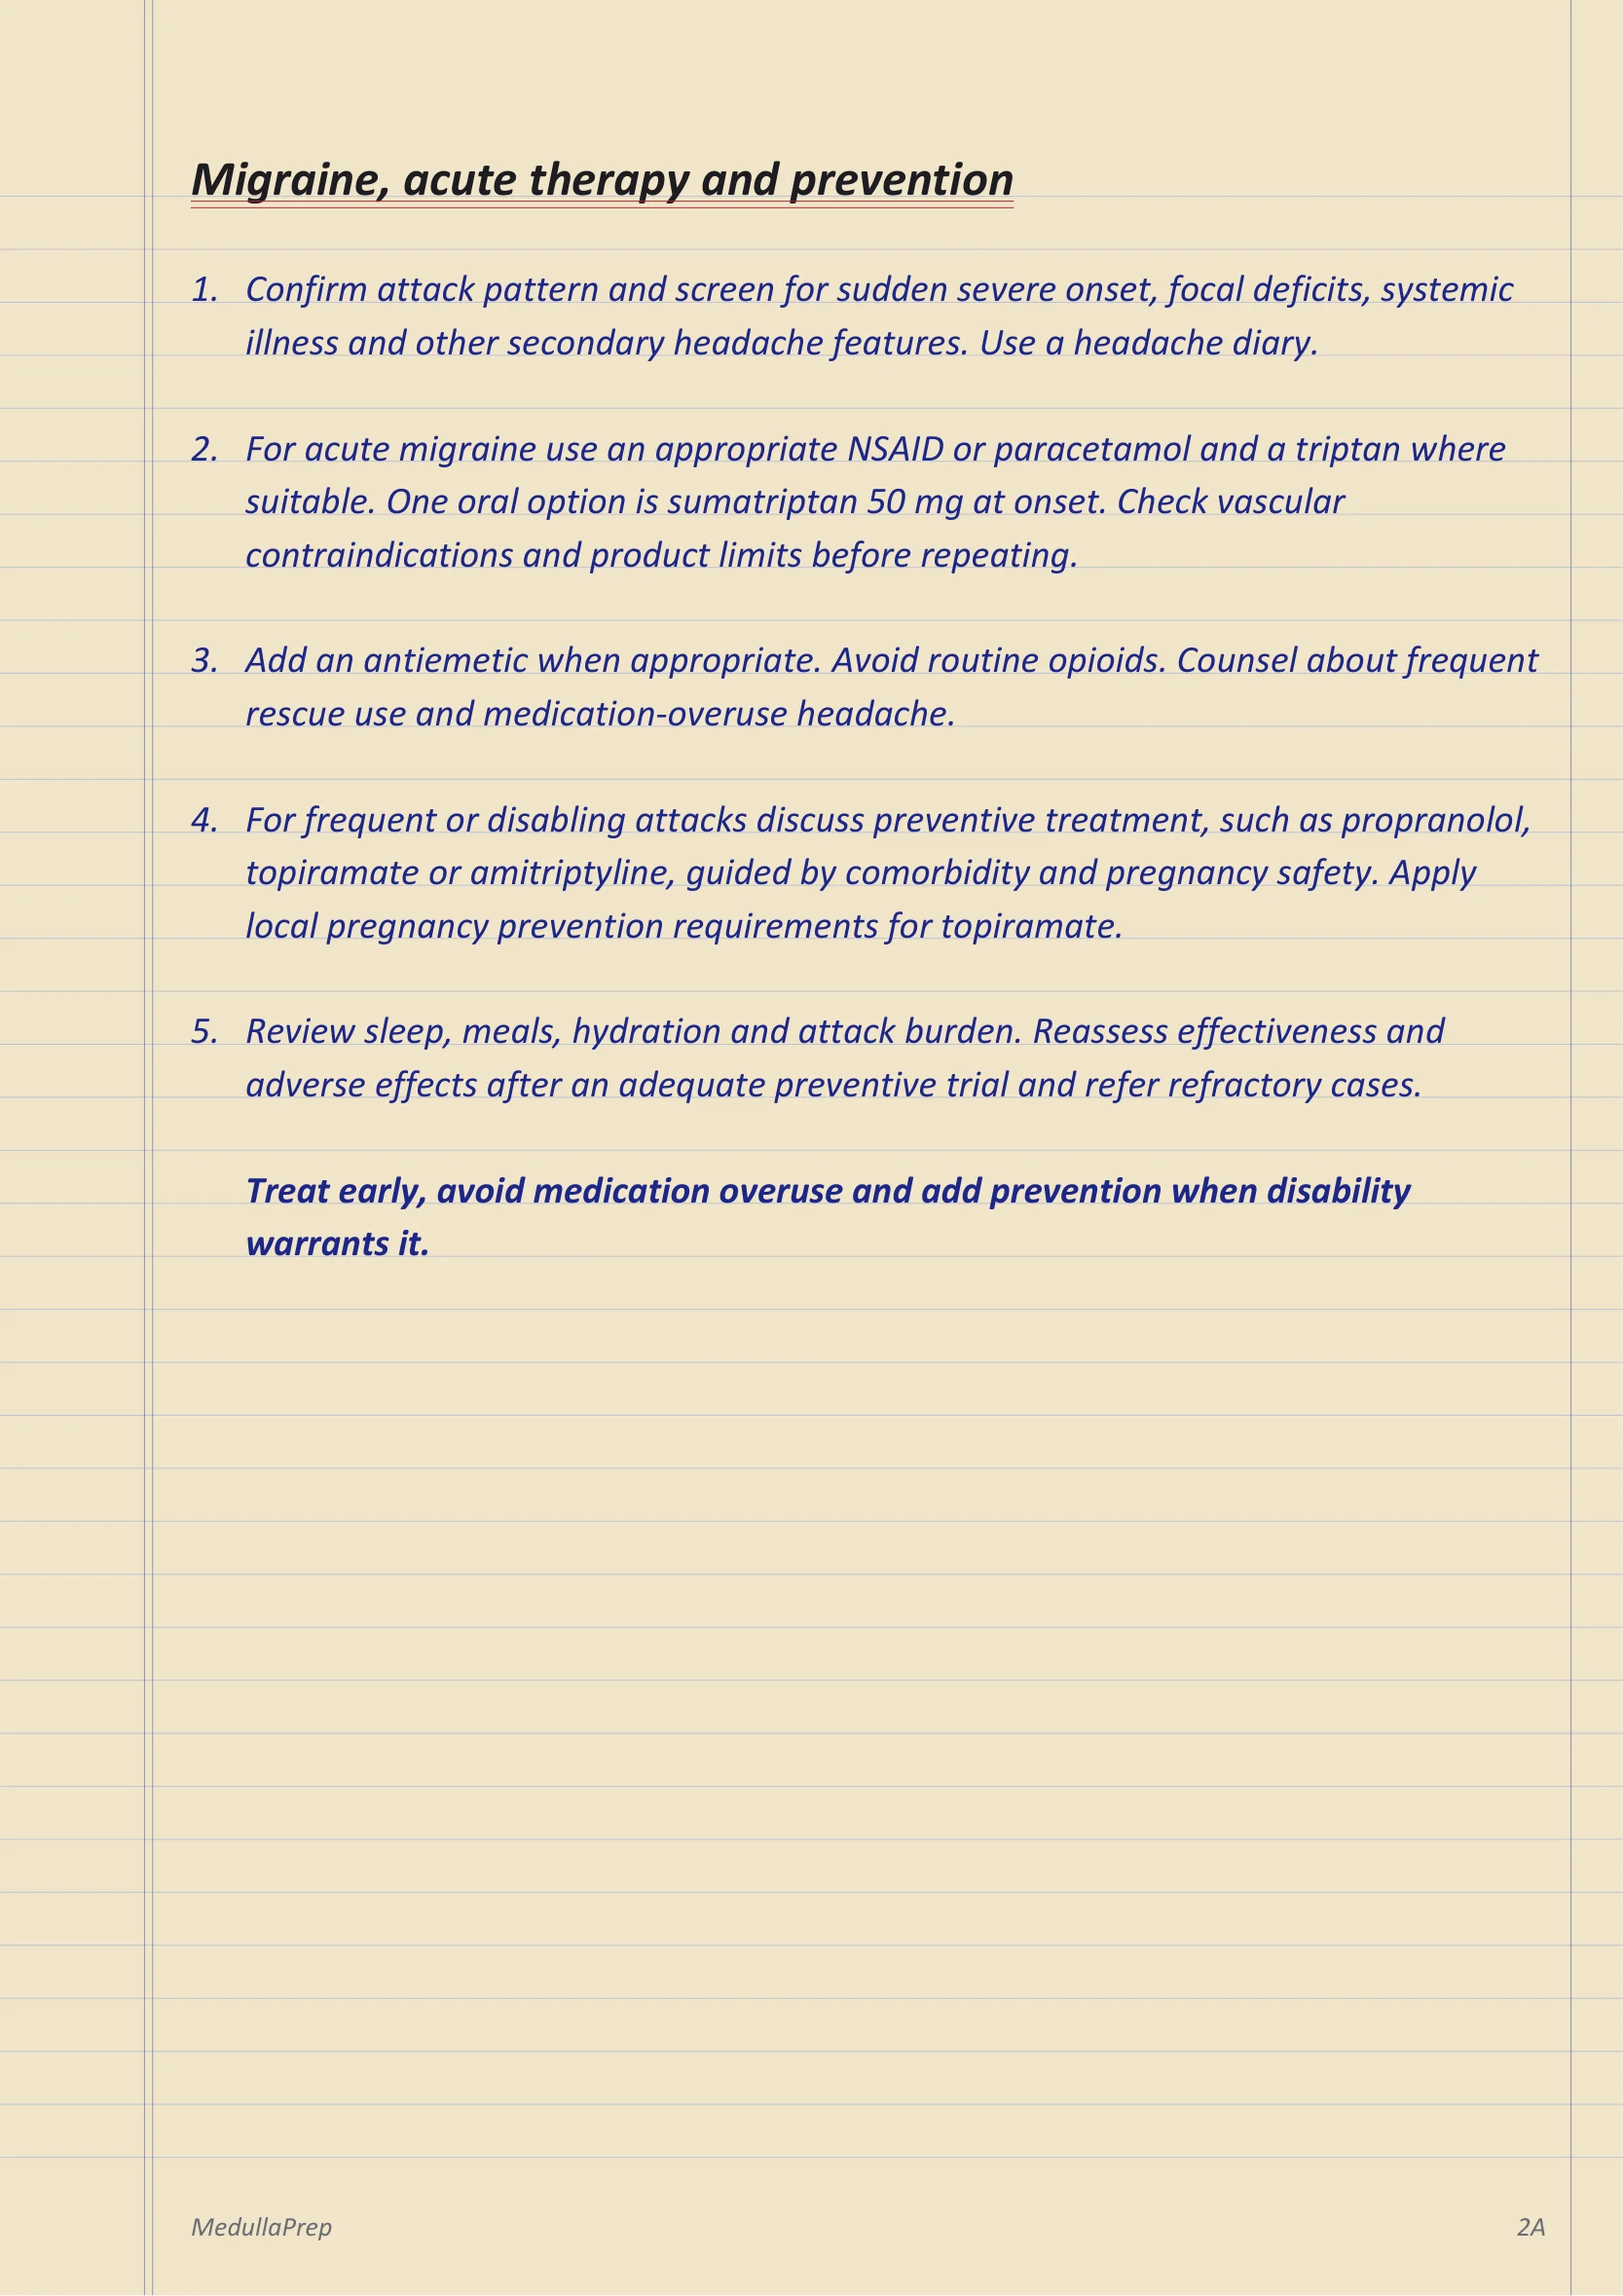 Migraine, acute therapy and prevention
1. Confirm attack pattern and screen for sudden severe onset, focal deficits, systemic
illness and other secondary headache features. Use a headache diary.
2. For acute migraine use an appropriate NSAID or paracetamol and a triptan where
suitable. One oral option is sumatriptan 50 mg at onset. Check vascular
contraindications and product limits before repeating.
3. Add an antiemetic when appropriate. Avoid routine opioids. Counsel about frequent
rescue use and medication-overuse headache.
4. For frequent or disabling attacks discuss preventive treatment, such as propranolol,
topiramate or amitriptyline, guided by comorbidity and pregnancy safety. Apply
local pregnancy prevention requirements for topiramate.
5. Review sleep, meals, hydration and attack burden. Reassess effectiveness and
adverse effects after an adequate preventive trial and refer refractory cases.
Treat early, avoid medication overuse and add prevention when disability
warrants it.
MedullaPrep
2A